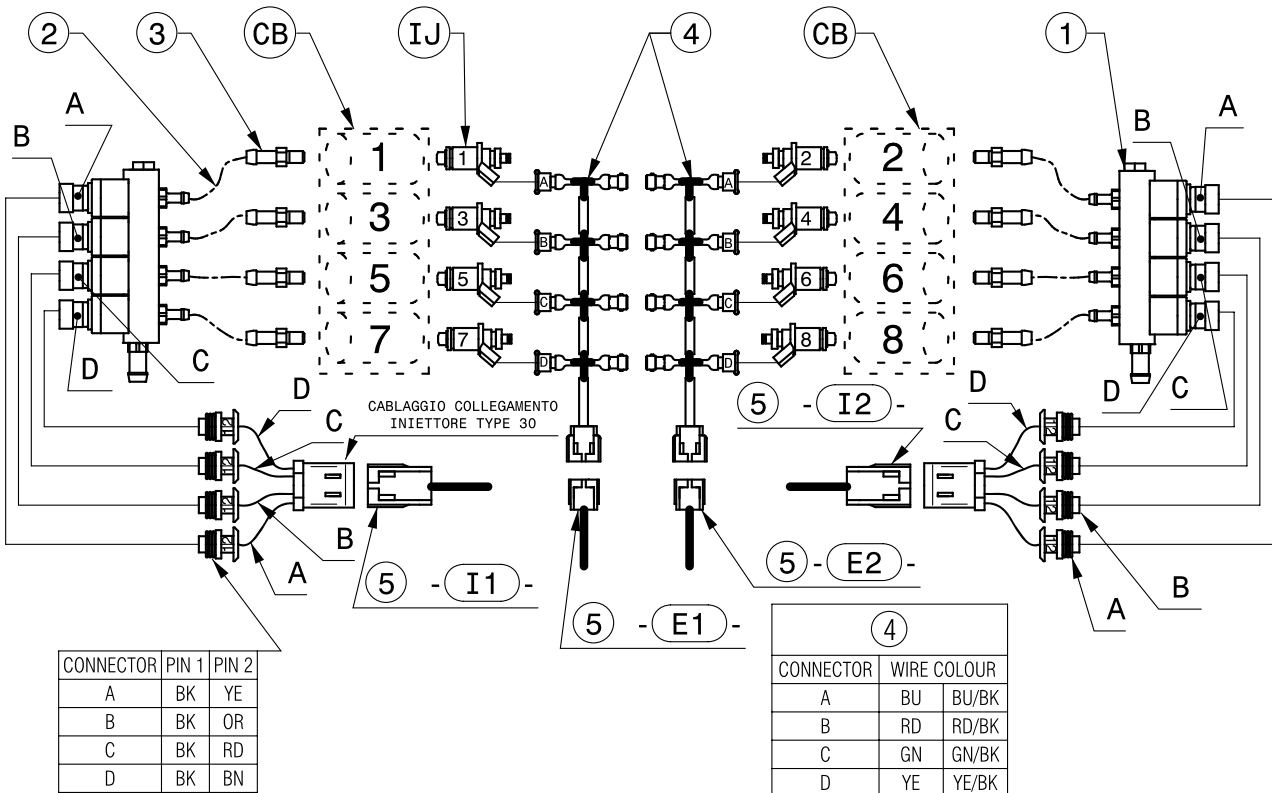 2 3 CB IJ 4 CB 1
A B B A
1 1 A A 2 2
3 3 B B 4 4
5 5 C C 6 6
7 7 D D 8 8
D C D C
D C CABLAGGIO COLLEGAMENTO
INIETTORE TYPE 30
5 - I2 -
D C
B A
5 - I1 -
5 - E1 -
5 - E2 -
B A
CONNECTOR PIN 1 PIN 2
A BK YE
B BK OR
C BK RD
D BK BN
4
CONNECTOR WIRE COLOUR
A BU BU/BK
B RD RD/BK
C GN GN/BK
D YE YE/BK